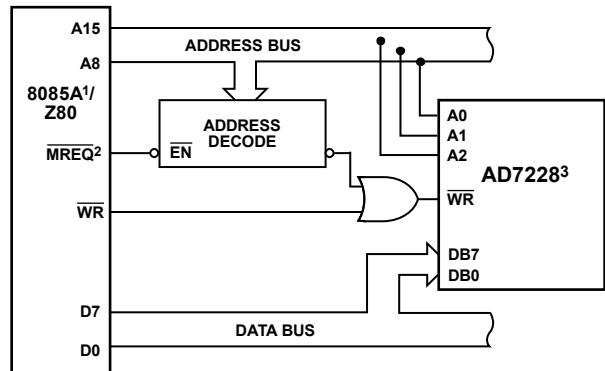 A15
ADDRESS BUS
A8
8085A¹/
Z80
ADDRESS
DECODE
EN
MREQ²
WR
A0
A1
A2
AD7228³
WR
DB7
DB0
D7
DATA BUS
D0